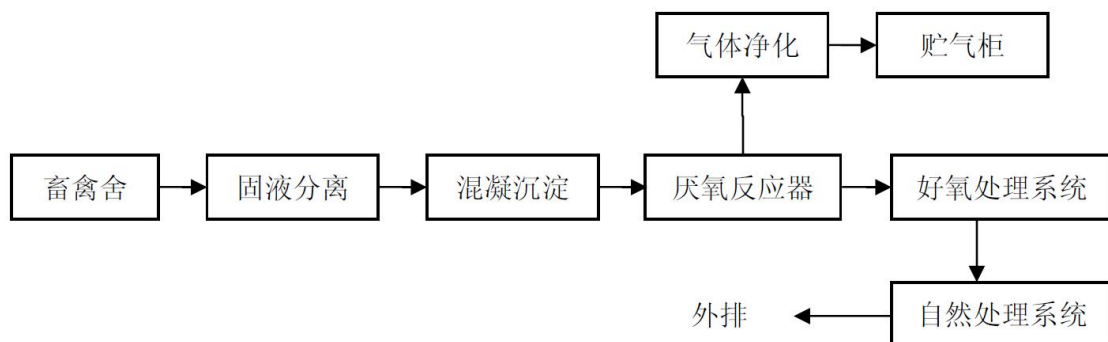 气体净化
贮气柜
畜禽舍
固液分离
混凝沉淀
厌氧反应器
好氧处理系统
外排
自然处理系统